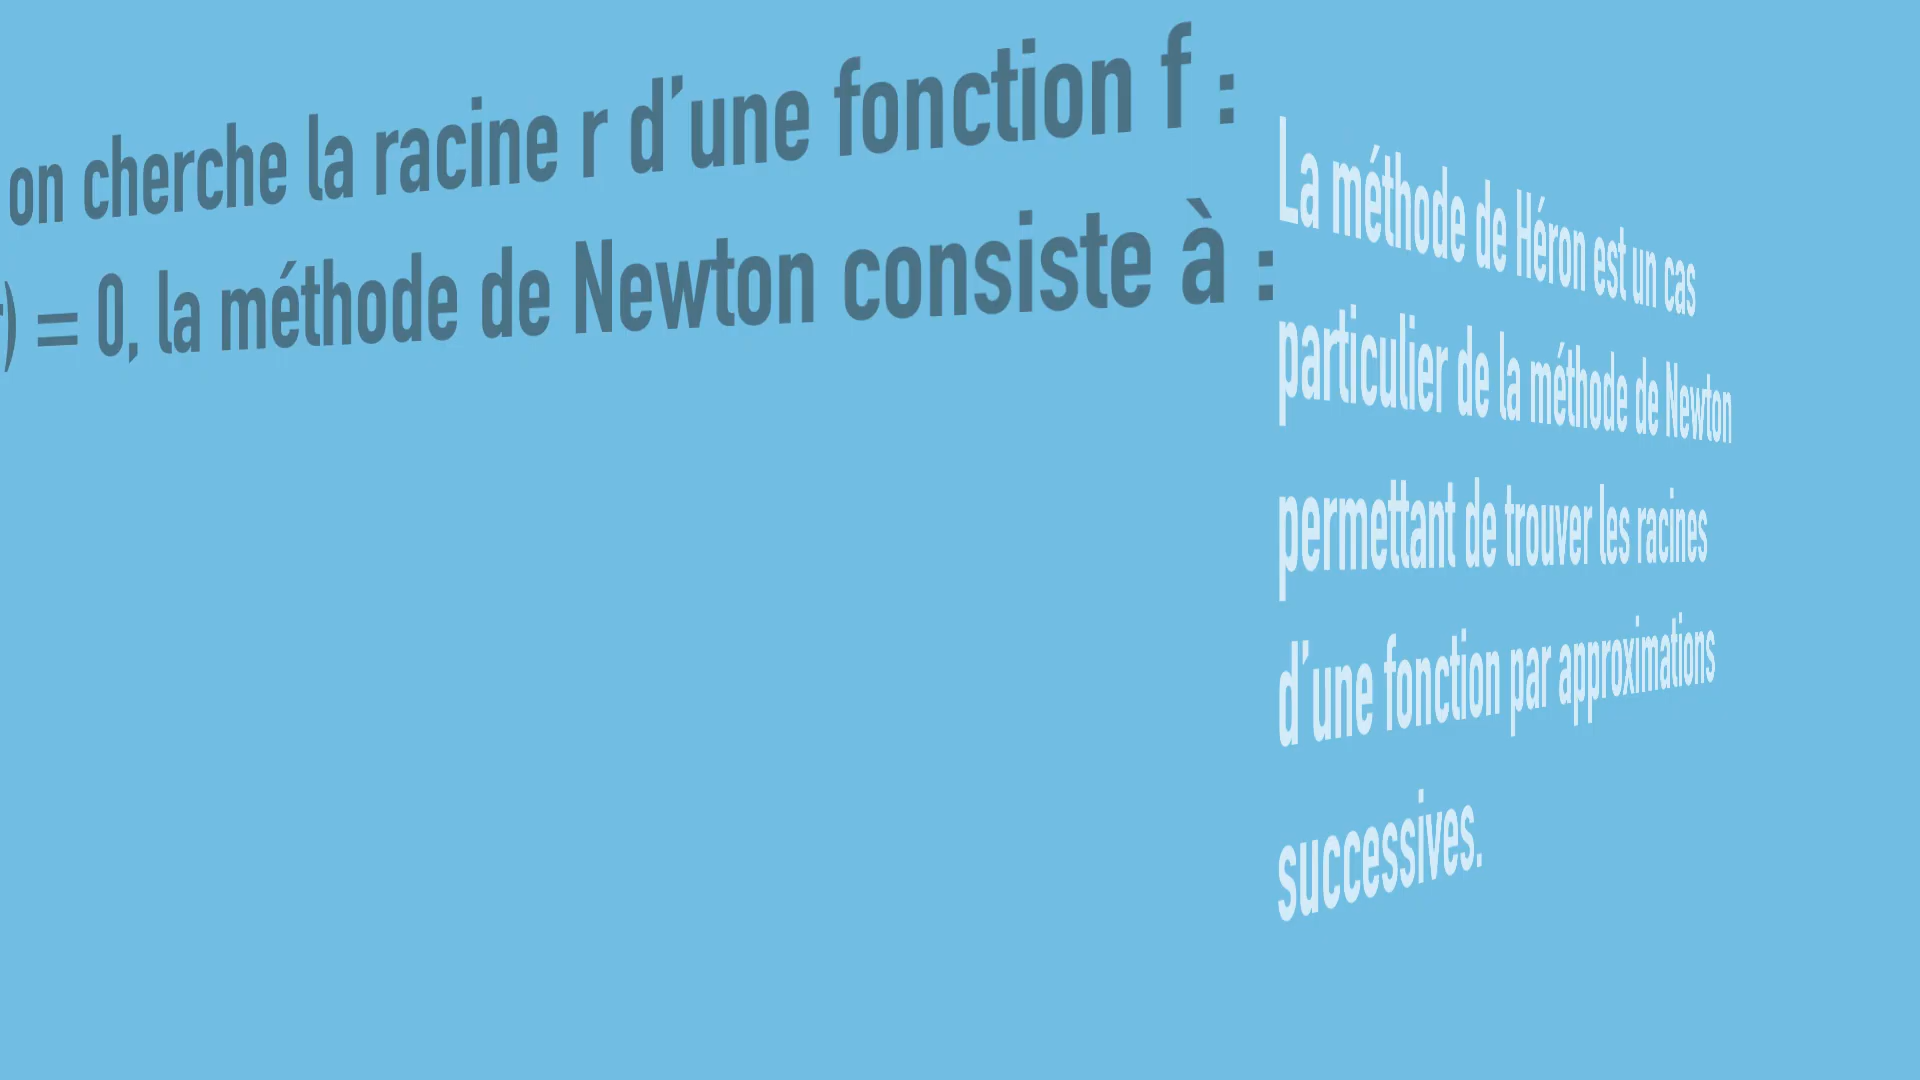 on cherche la racine r d'une fonction f :
) = 0, la méthode de Newton consiste à :
La méthode de Héron est un cas
particulier de la méthode de Newton
permettant de trouver les racines
d'une fonction par approximations
successives.